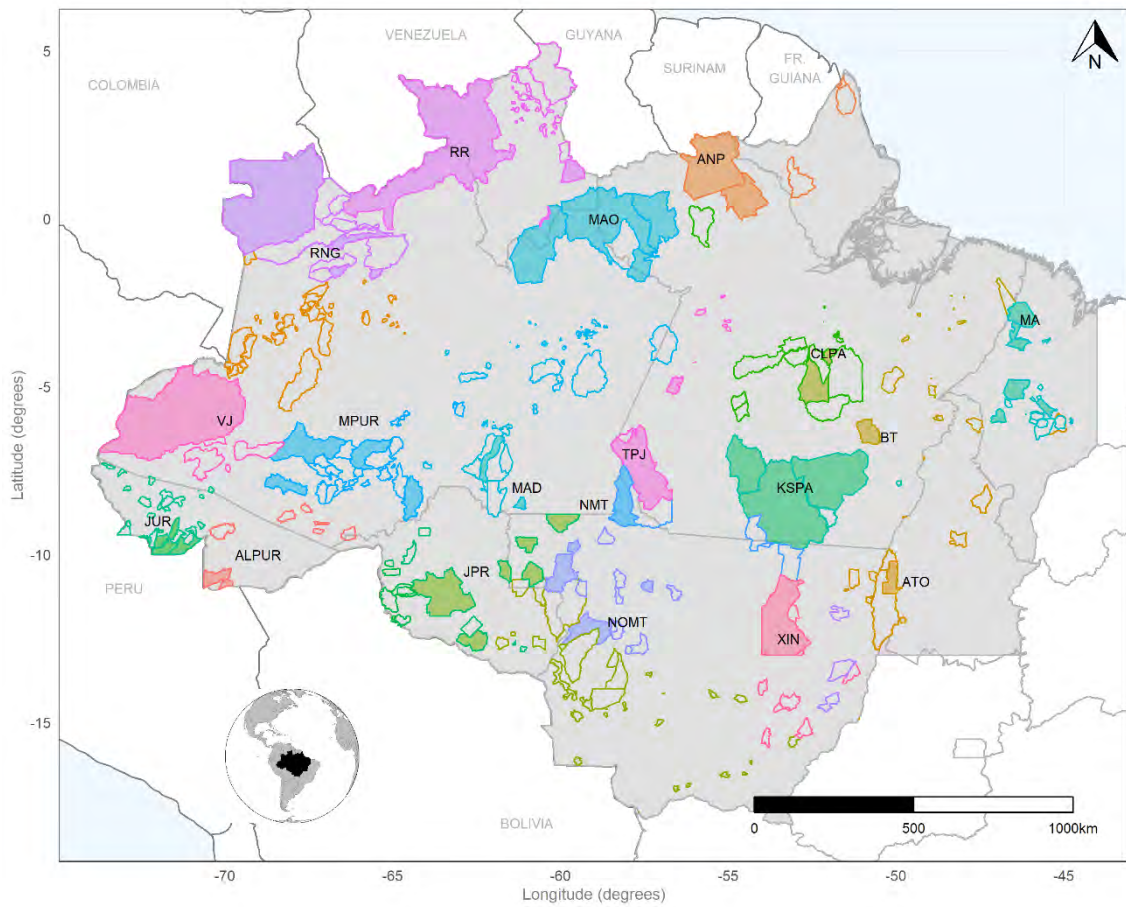 VENEZUELA
GUYANA
SURINAM
FR.
GUIANA
COLOMBIA
N
5
0
-5
-10
-15
Latitude (degrees)
RR
ANP
MAO
RNG
MA
CLPA
VJ
MPUR
BT
TPJ
KSPA
MAD
NMT
JUR
ALPUR
JPR
ATO
PERU
NOMT
XIN
BOLIVIA
0
500
1000km
-70
-65
-60
-55
-50
-45
Longitude (degrees)